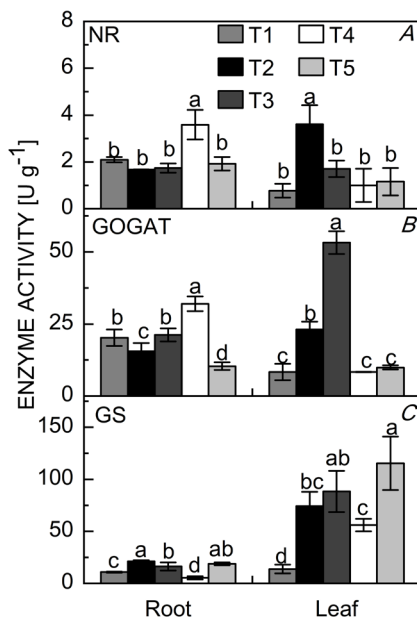 ENZYME ACTIVITY [U g⁻¹]
NR A
T1 T4
T2 T5
T3
8
6
4
2
0
b b b a b b a b b b
GOGAT B
50
25
0
b c b a d c b a c c
GS C
150
100
50
0
c a b d ab d bc ab c a
Root Leaf